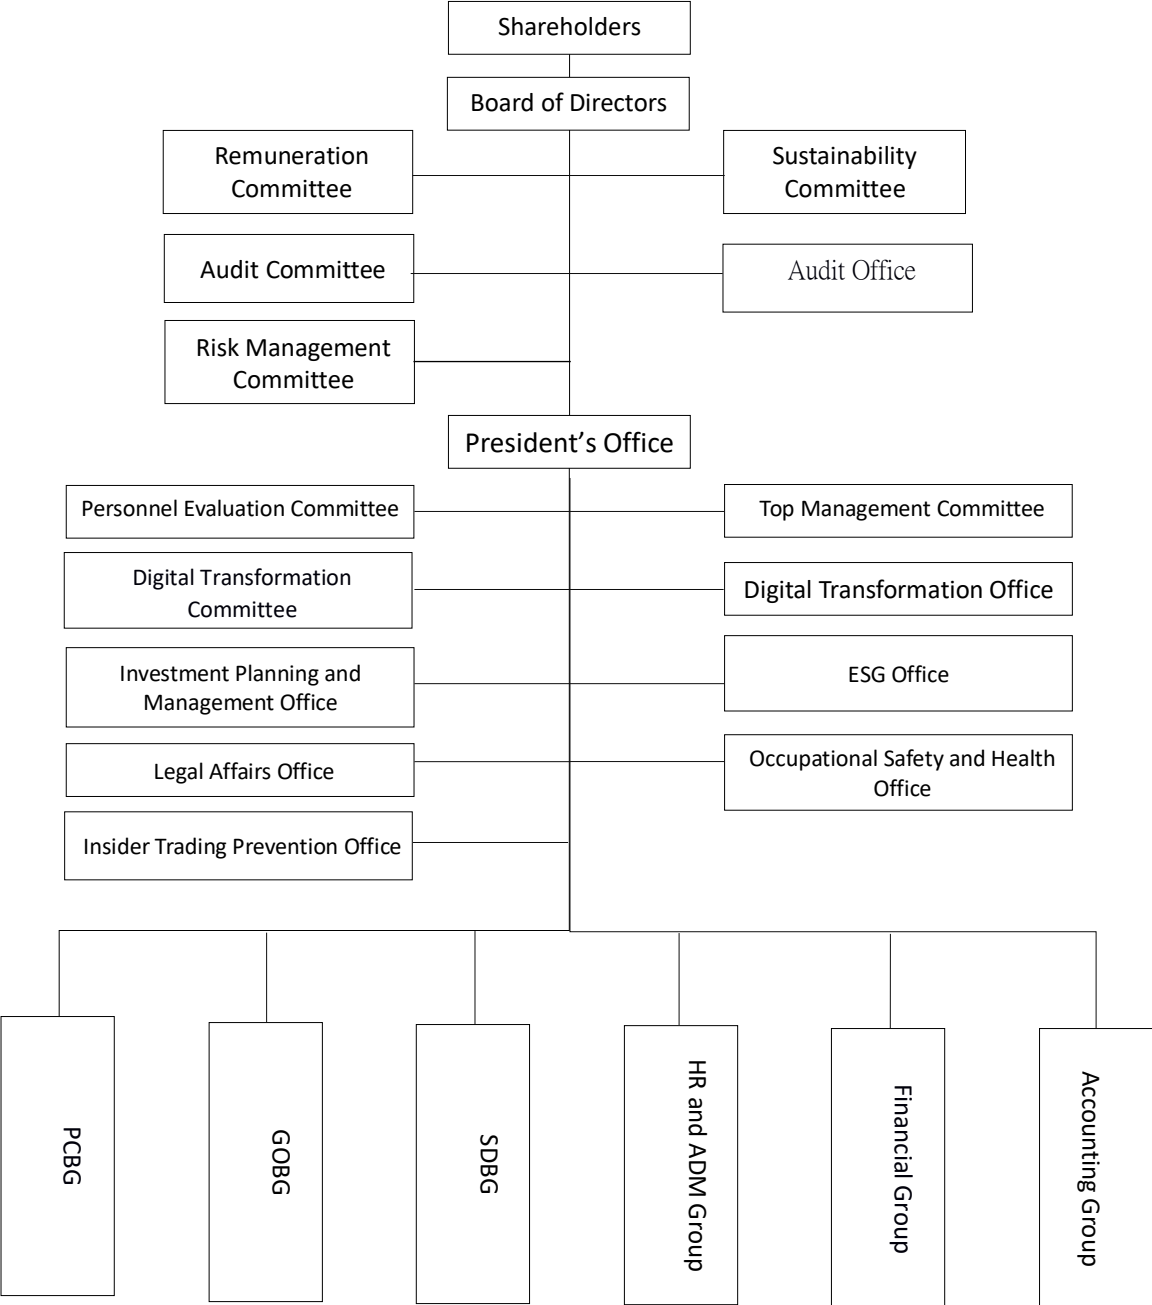 Shareholders
Board of Directors
Remuneration
Committee
Sustainability
Committee
Audit Committee
Audit Office
Risk Management
Committee
President’s Office
Personnel Evaluation Committee
Top Management Committee
Digital Transformation
Committee
Digital Transformation Office
Investment Planning and
Management Office
ESG Office
Legal Affairs Office
Occupational Safety and Health
Office
Insider Trading Prevention Office
PCBG
GOBG
SDBG
HR and ADM Group
Financial Group
Accounting Group